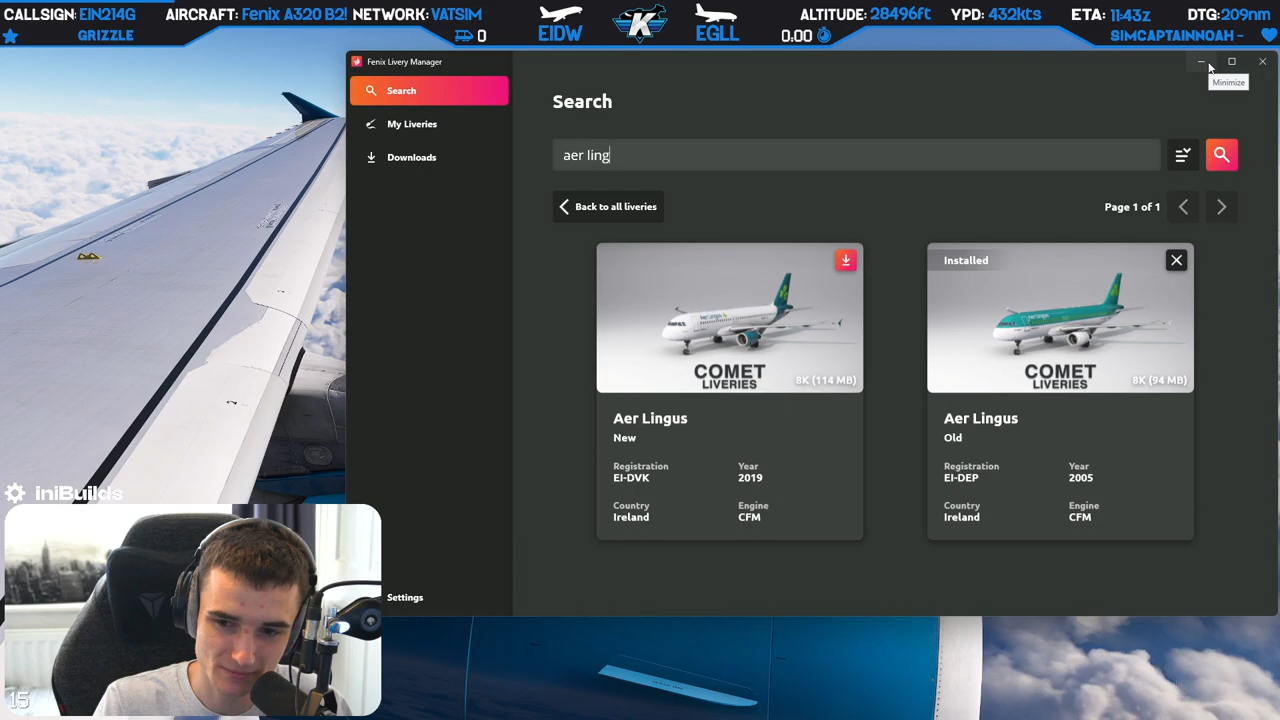 CALLSIGN: EIN214G
AIRCRAFT: Fenix A320 B2!
NETWORK: VATSIM
GRIZZLE
0
EIDW
K
EGLL
0:00
ALTITUDE: 28496ft
YPD: 432kts
ETA: 11:43z
DTG: 209nm
SIMCAPTAINNOAH -
Fenix Livery Manager
Minimize
Search
My Liveries
Downloads
Settings
Search
aer ling
Back to all liveries
Page 1 of 1
Aer Lingus
COMET
LIVERIES
8K (114 MB)
Aer Lingus
New
Registration
EI-DVK
Year
2019
Country
Ireland
Engine
CFM
Installed
Aer Lingus
COMET
LIVERIES
8K (94 MB)
Aer Lingus
Old
Registration
EI-DEP
Year
2005
Country
Ireland
Engine
CFM
iniBuilds
15